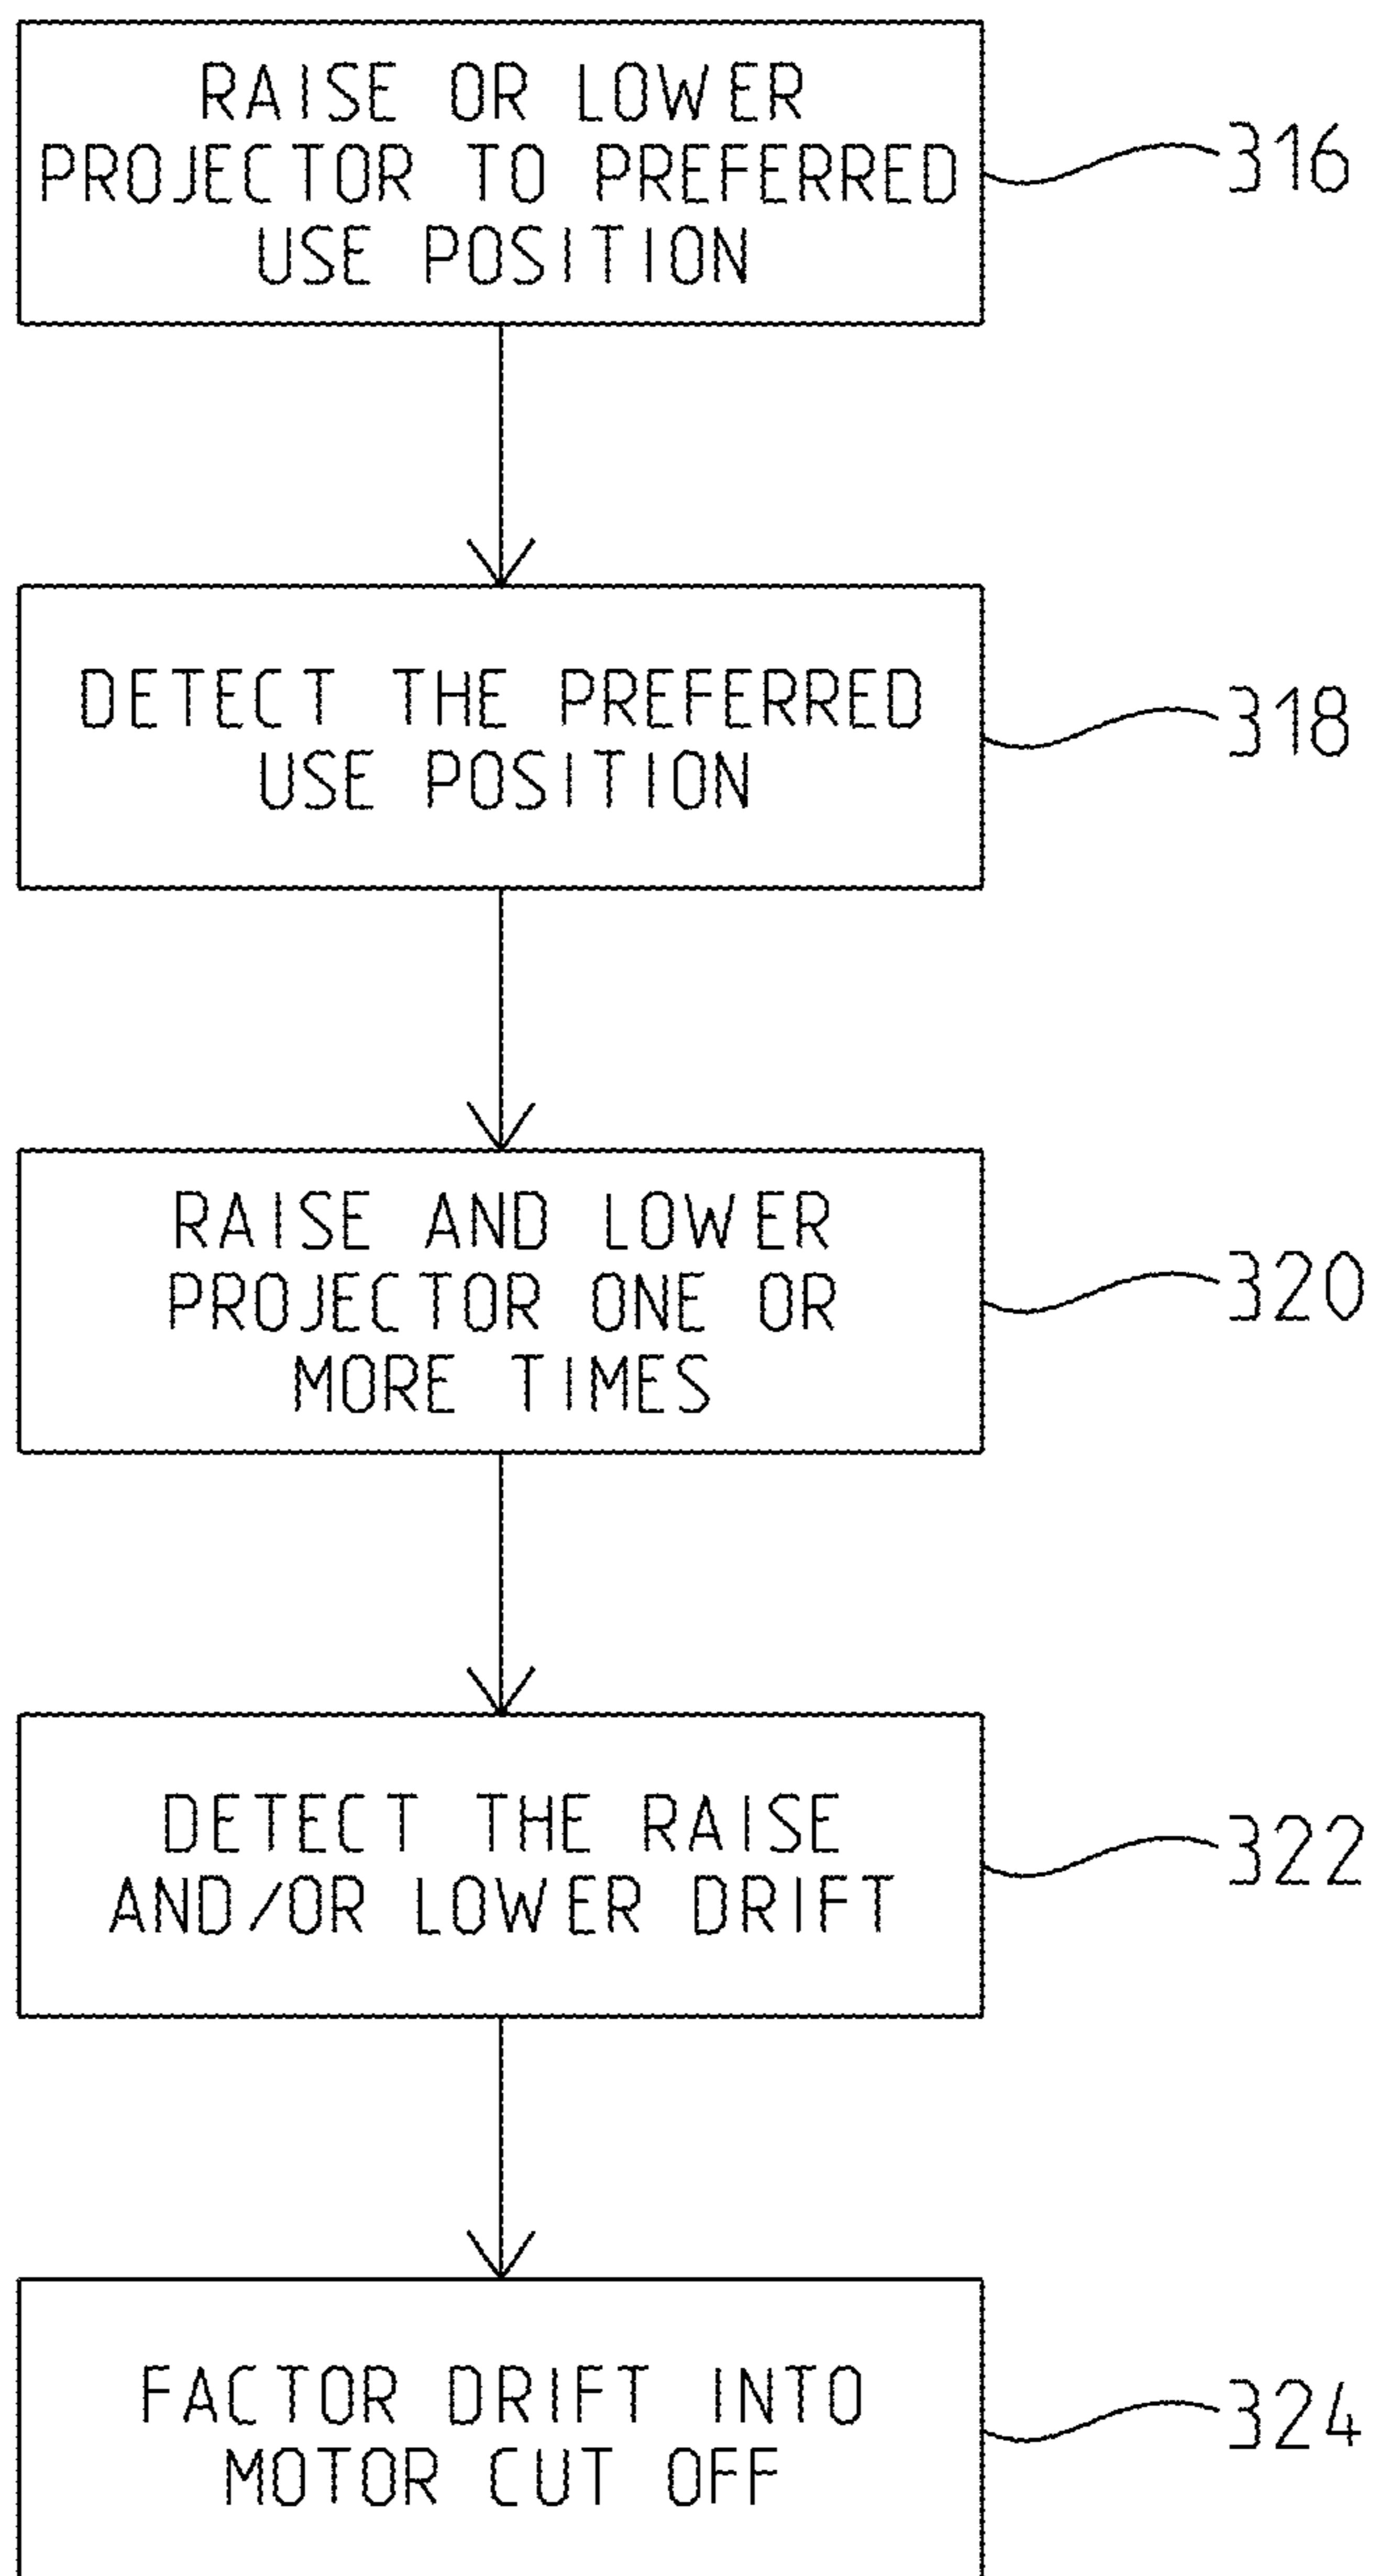 RAISE OR LOWER
PROJECTOR TO PREFERRED
USE POSITION
316
DETECT THE PREFERRED
USE POSITION
318
RAISE AND LOWER
PROJECTOR ONE OR
MORE TIMES
320
DETECT THE RAISE
AND/OR LOWER DRIFT
322
FACTOR DRIFT INTO
MOTOR CUT OFF
324